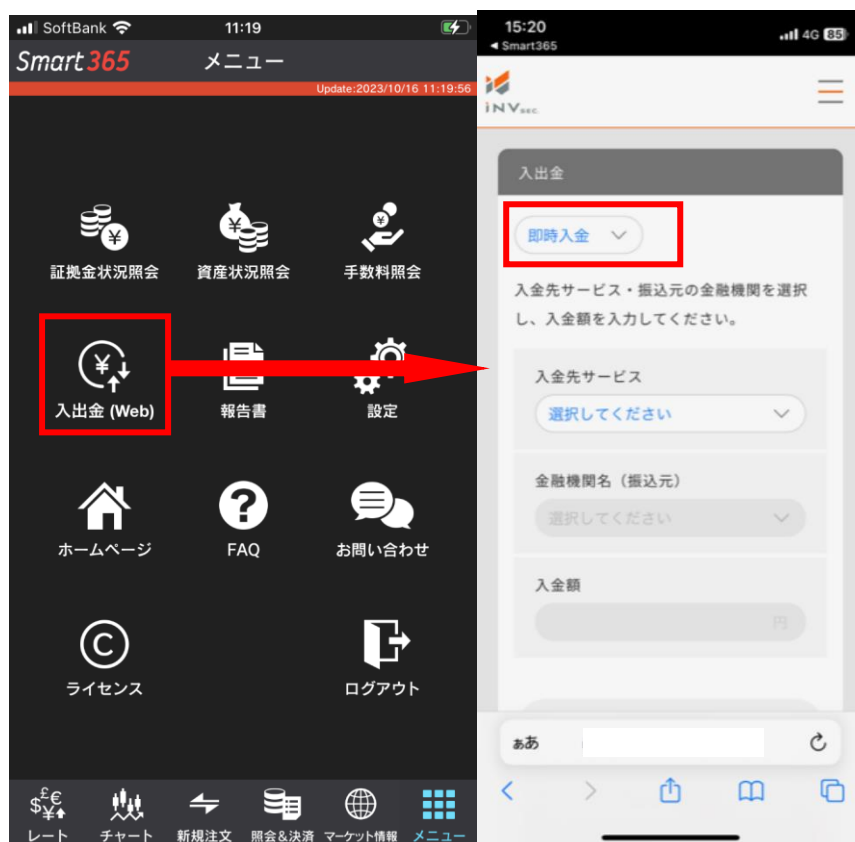 SoftBank
11:19
Smart 365
メニュー
Update:2023/10/16 11:19:56
証拠金状況照会
資産状況照会
手数料照会
入出金 (Web)
報告書
設定
ホームページ
FAQ
お問い合わせ
ライセンス
ログアウト
レート
チャート
新規注文
照会&決済
マーケット情報
メニュー
15:20
4G 85
◀ Smart365
iNVsec.
入出金
即時入金
入金先サービス・振込元の金融機関を選択
し、入金額を入力してください。
入金先サービス
選択してください
金融機関名（振込元）
選択してください
入金額
円
ぁあ